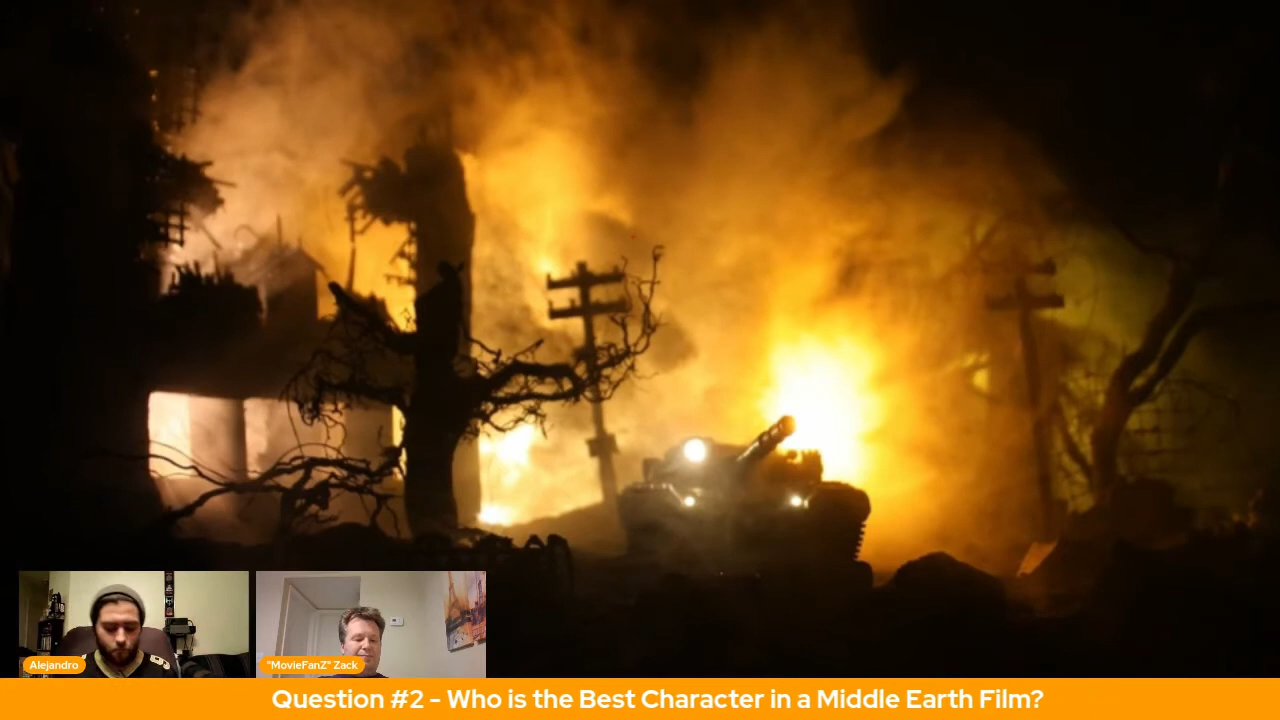 Alejandro
"MovieFanZ" Zack
Question #2 - Who is the Best Character in a Middle Earth Film?